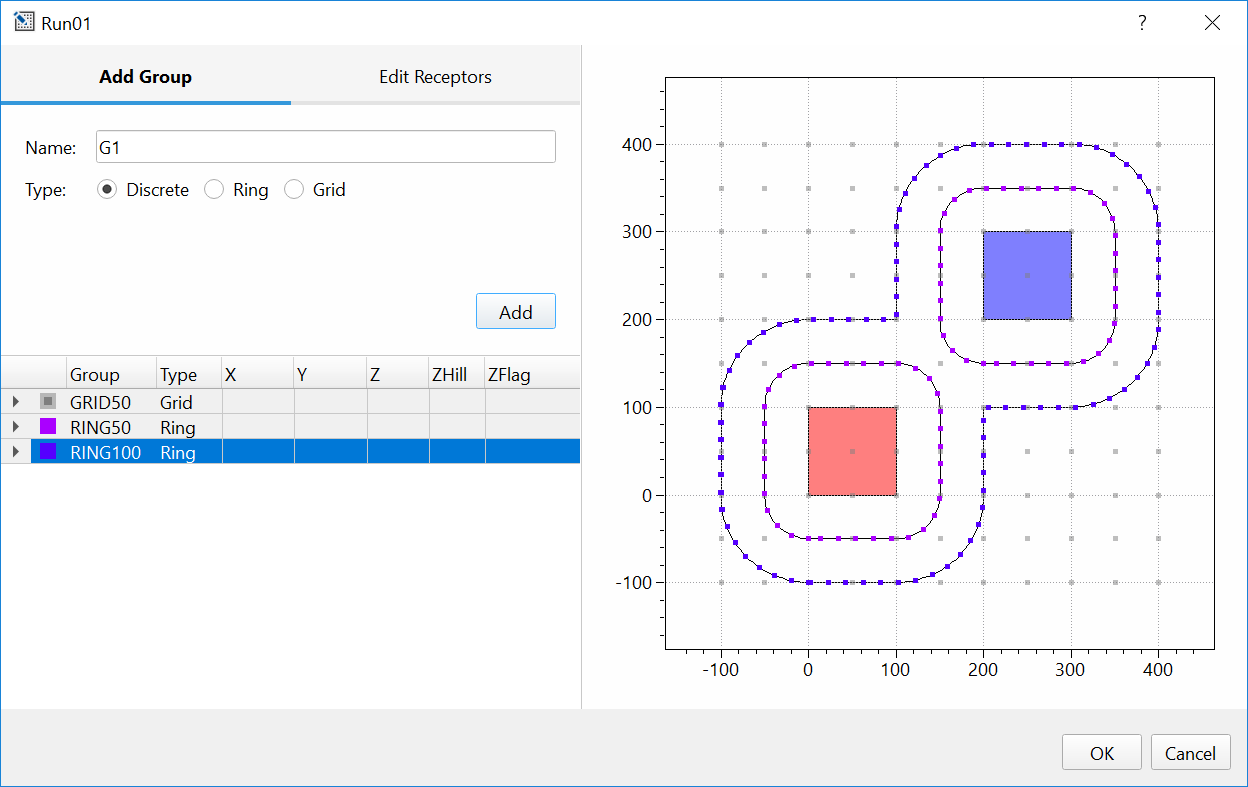 Run01
?
Add Group
Edit Receptors
Name: G1
Type: Discrete Ring Grid
Add
Group Type X Y Z ZHill ZFlag
GRID50 Grid
RING50 Ring
RING100 Ring
400
300
200
100
0
-100
-100 0 100 200 300 400
OK Cancel